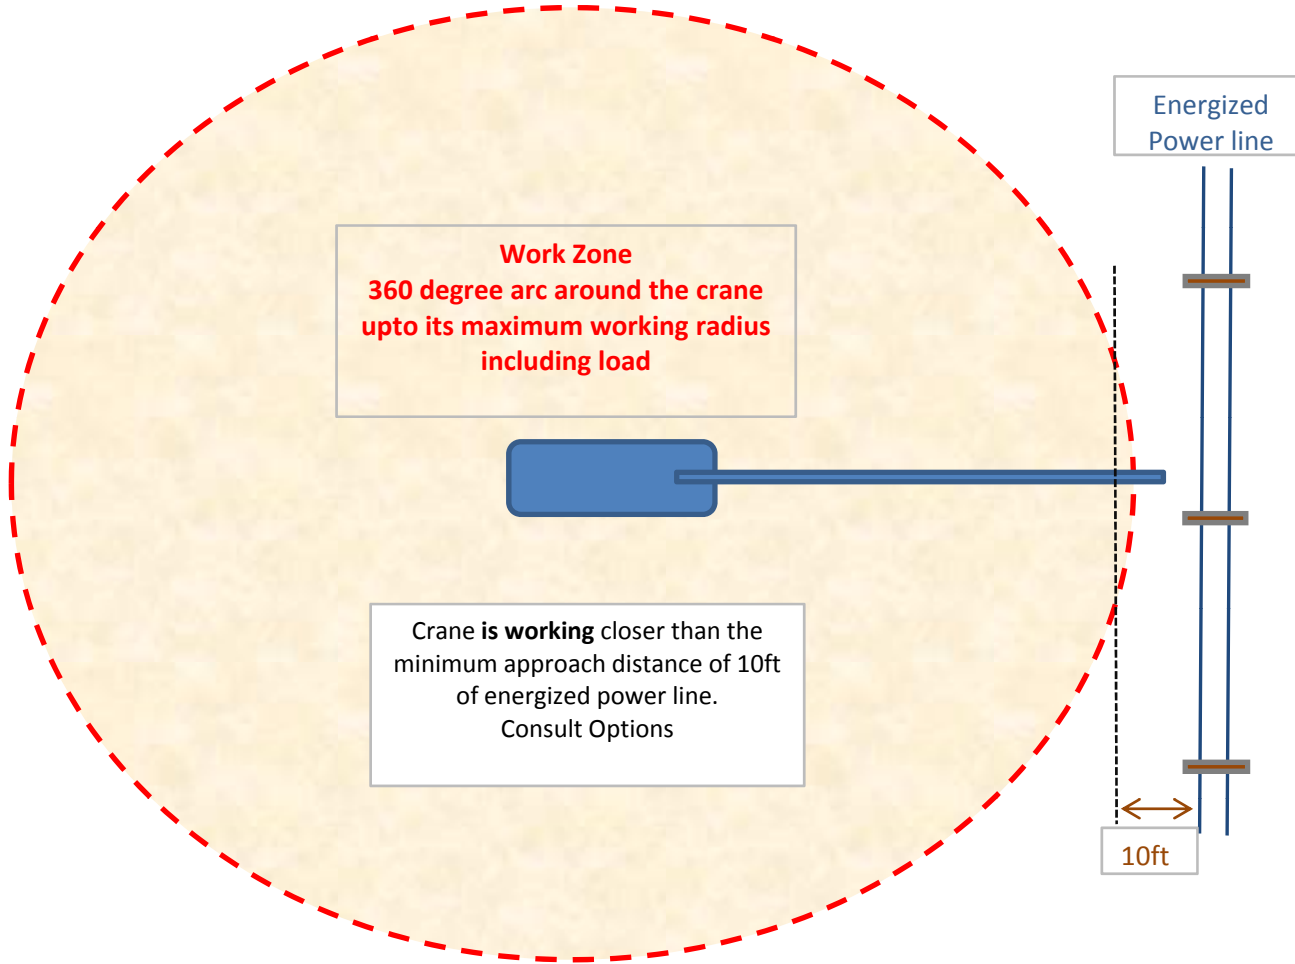 Energized
Power line
Work Zone
360 degree arc around the crane
upto its maximum working radius
including load
Crane is working closer than the
minimum approach distance of 10ft
of energized power line.
Consult Options
10ft